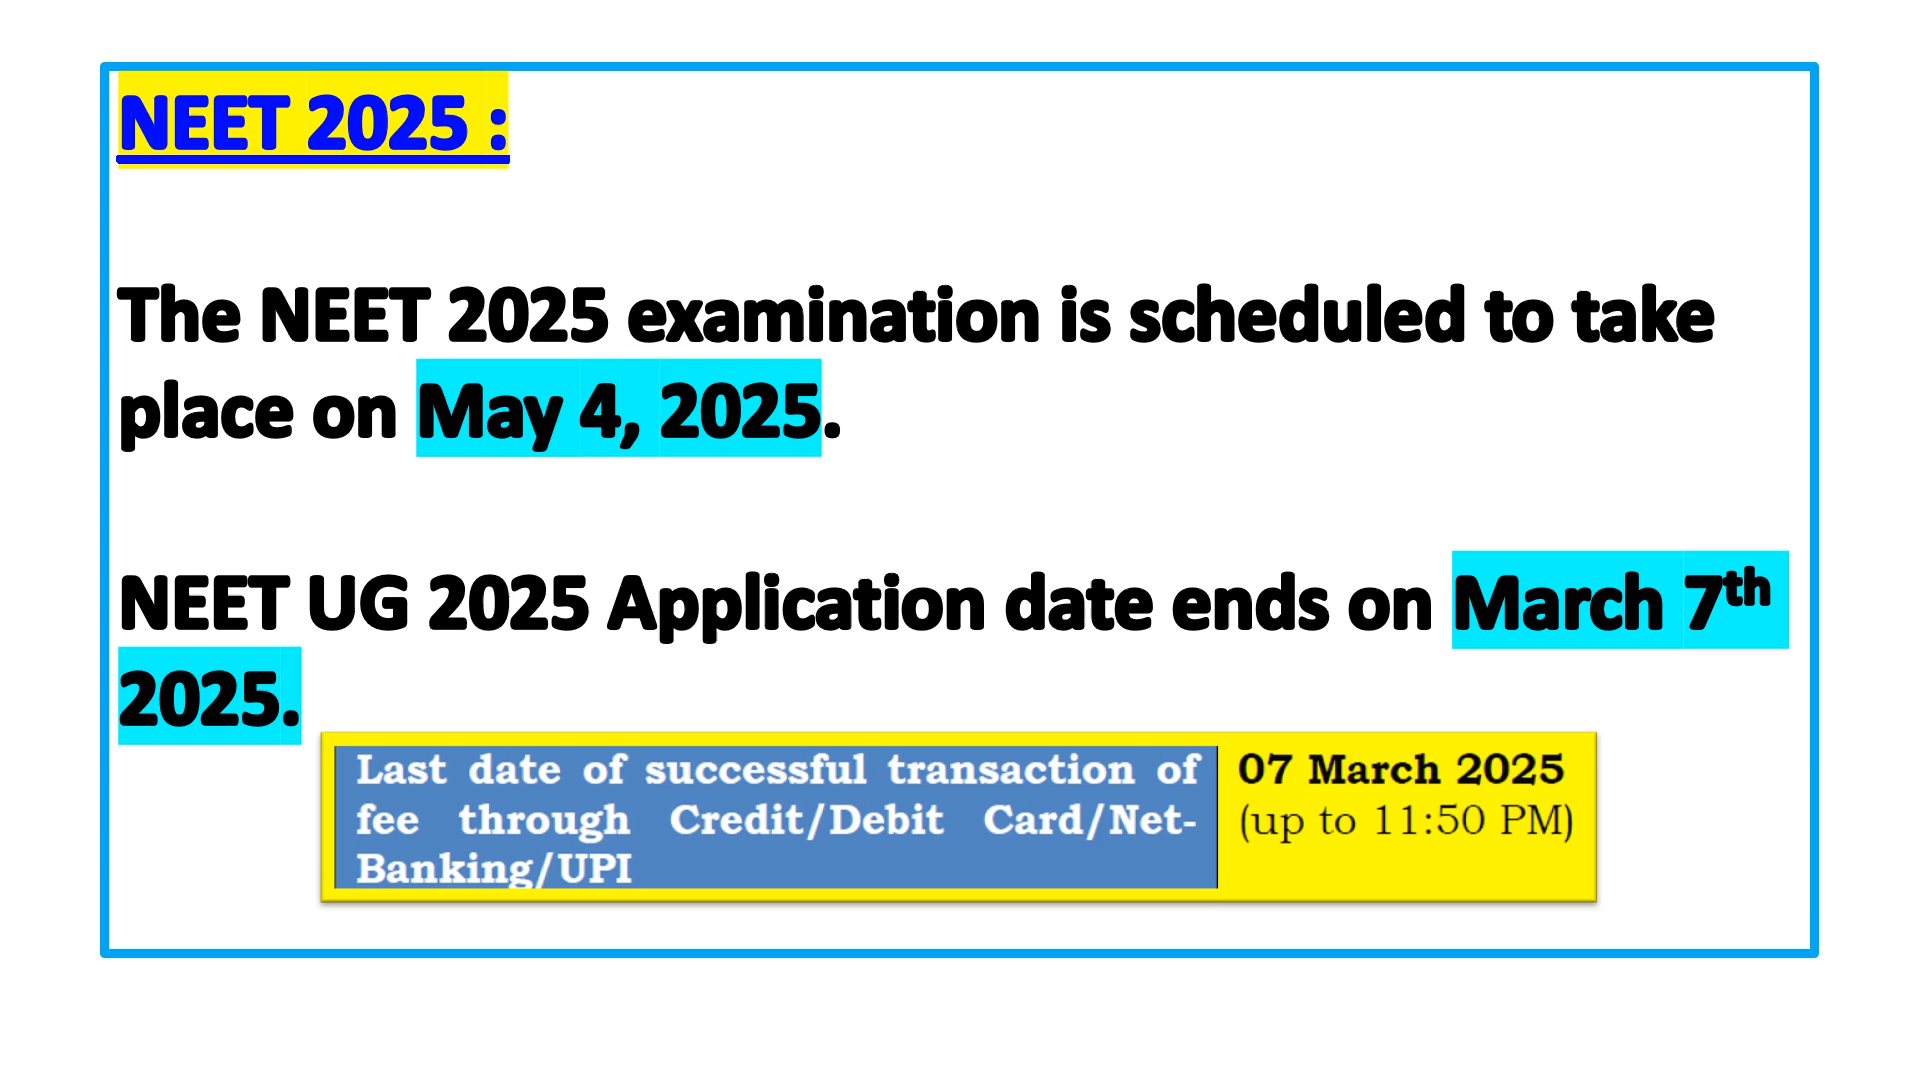 NEET 2025 :
The NEET 2025 examination is scheduled to take
place on May 4, 2025.
NEET UG 2025 Application date ends on March 7th
2025.
Last date of successful transaction of
fee through Credit/Debit Card/Net-
Banking/UPI
07 March 2025
(up to 11:50 PM)